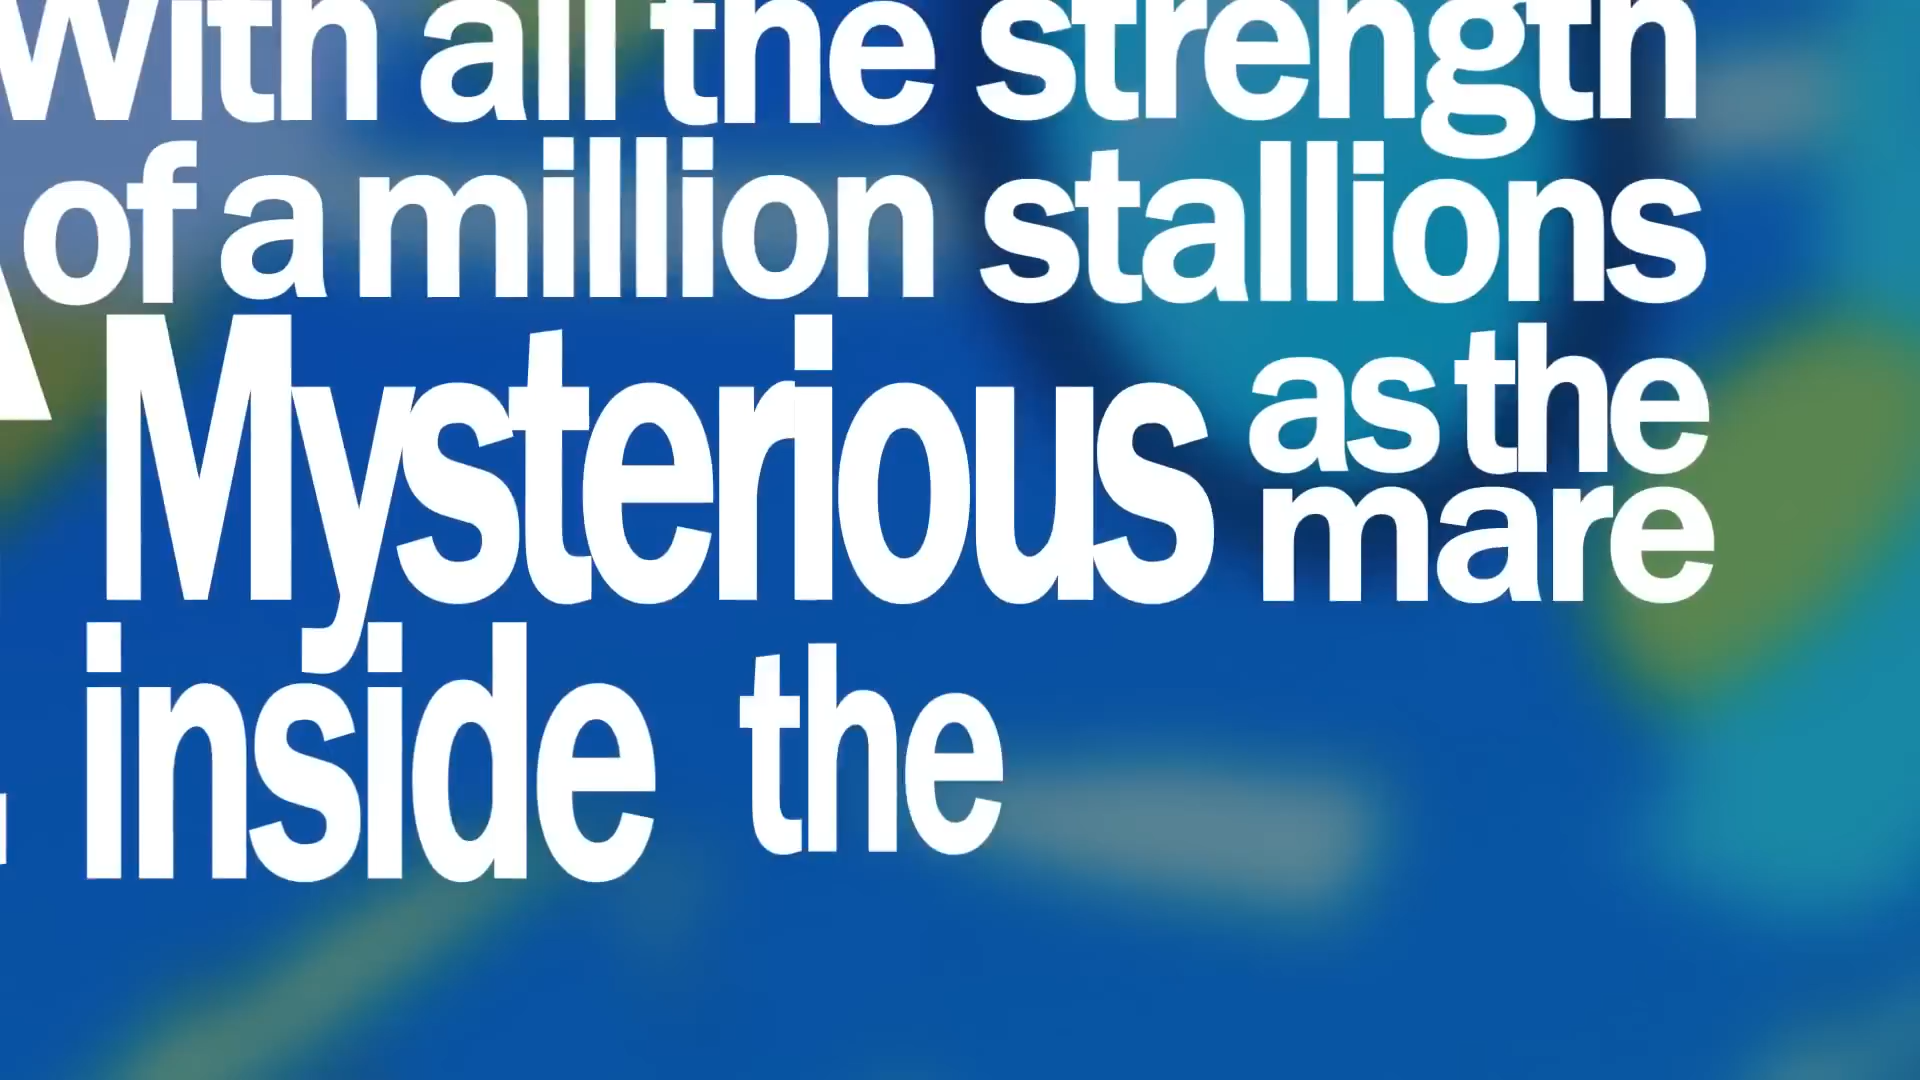 With all the strength
of a million stallions
Mysterious as the
mare
inside the